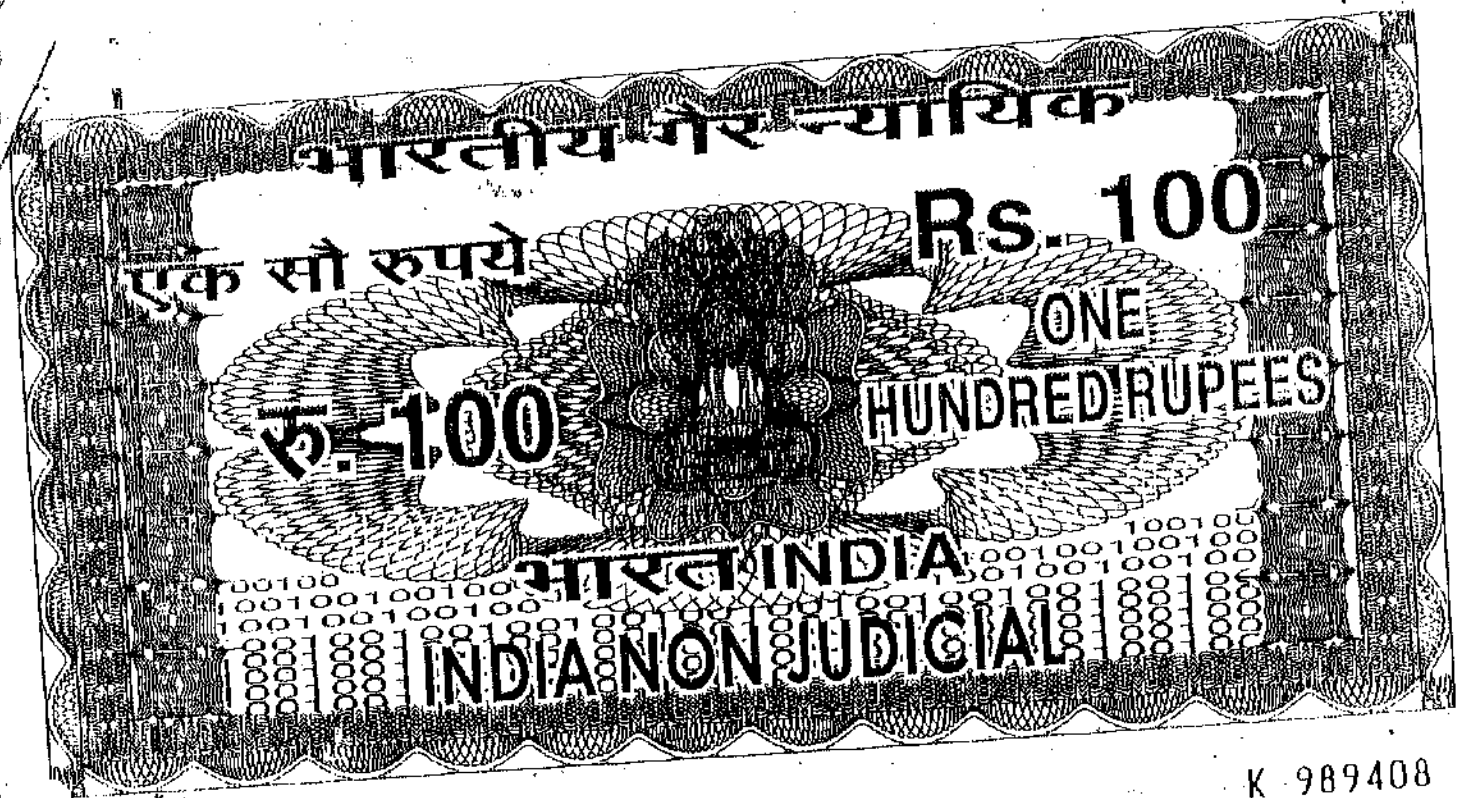 भारतीय गैर न्यायिक
एक सौ रुपये
Rs. 100
ONE
HUNDRED RUPEES
रु. 100
भारत INDIA
INDIA NON JUDICIAL
K 989408